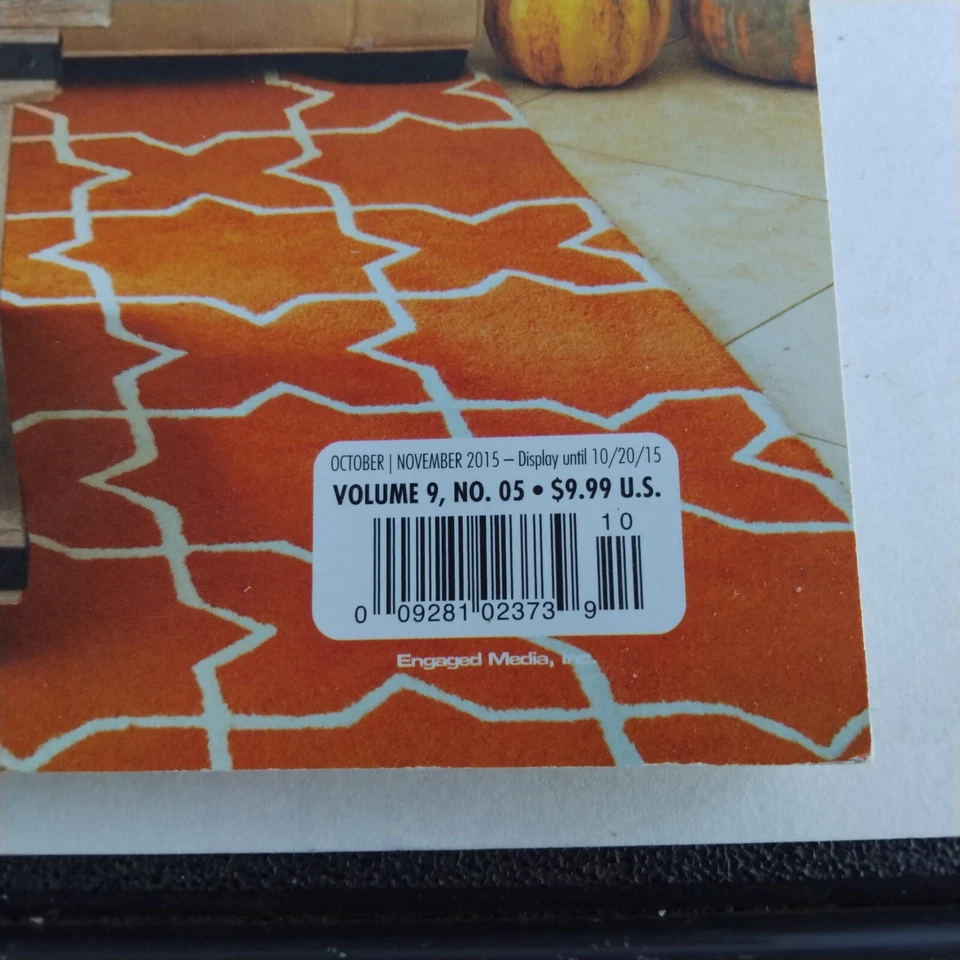 OCTOBER | NOVEMBER 2015 – Display until 10/20/15
VOLUME 9, NO. 05 • $9.99 U.S.
10
0 09281 02373 9
Engaged Media, Inc.